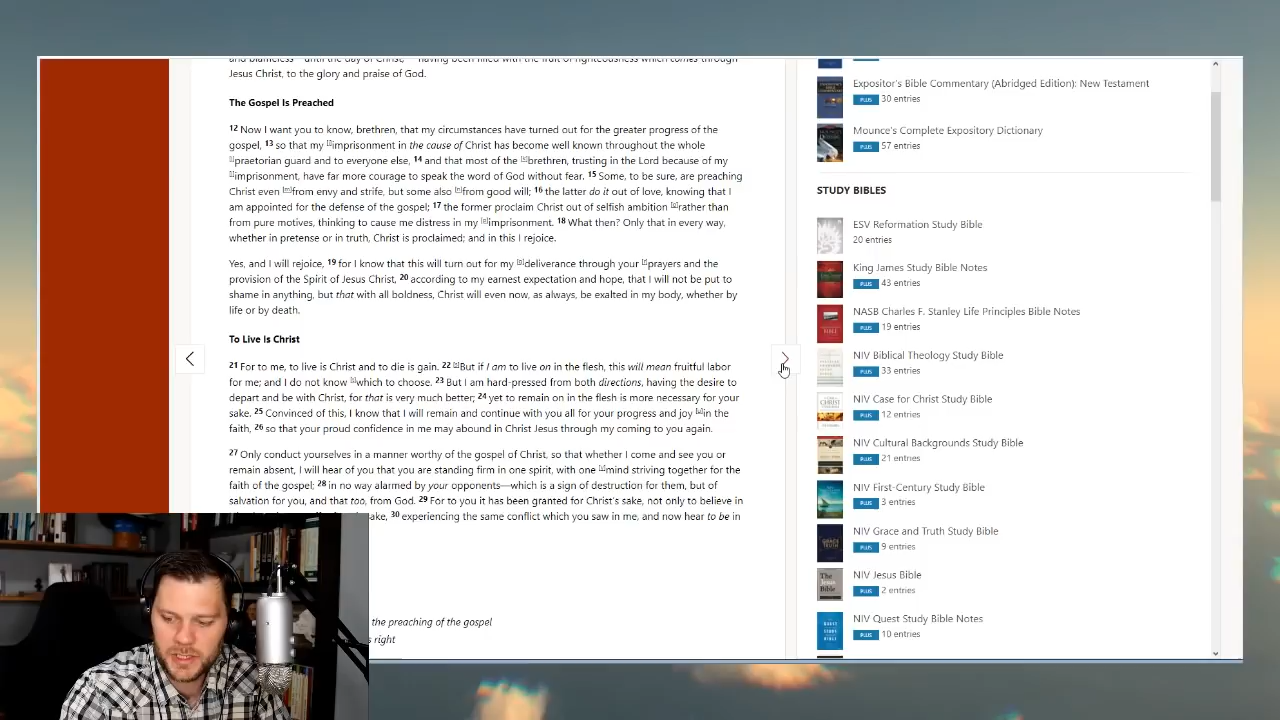 Jesus Christ, to the glory and praise of God.
The Gospel Is Preached
12 Now I want you to know, brethren, that my circumstances have turned out for the greater progress of the
gospel, 13 so that my imprisonment in the cause of Christ has become well known throughout the whole
praetorian guard and to everyone else, 14 and that most of the brethren, trusting in the Lord because of my
imprisonment, have far more courage to speak the word of God without fear. 15 Some, to be sure, are preaching
Christ even from envy and strife, but some also from good will; 16 the latter do it out of love, knowing that I
am appointed for the defense of the gospel; 17 the former proclaim Christ out of selfish ambition rather than
from pure motives, thinking to cause me distress in my imprisonment. 18 What then? Only that in every way,
whether in pretense or in truth, Christ is proclaimed; and in this I rejoice.
Yes, and I will rejoice, 19 for I know that this will turn out for my deliverance through your prayers and the
provision of the Spirit of Jesus Christ, 20 according to my earnest expectation and hope, that I will not be put to
shame in anything, but that with all boldness, Christ will even now, as always, be exalted in my body, whether by
life or by death.
To Live Is Christ
21 For to me, to live is Christ and to die is gain. 22 But if I am to live on in the flesh, this will mean fruitful labor
for me; and I do not know which to choose. 23 But I am hard-pressed from both directions, having the desire to
depart and be with Christ, for that is very much better; 24 yet to remain on in the flesh is more necessary for your
sake. 25 Convinced of this, I know that I will remain and continue with you all for your progress and joy in the
faith, 26 so that your proud confidence in me may abound in Christ Jesus through my coming to you again.
27 Only conduct yourselves in a manner worthy of the gospel of Christ, so that whether I come and see you or
remain absent, I will hear of you that you are standing firm in one spirit, with one mind striving together for the
faith of the gospel; 28 in no way alarmed by your opponents—which is a sign of destruction for them, but of
salvation for you, and that too, from God. 29 For to you it has been granted for Christ's sake, not only to believe in
ake, 30 experiencing the same conflict which you saw in me, and now hear to be in
the preaching of the gospel
s right
Expositor's Bible Commentary (Abridged Edition): New Testament
PLUS 30 entries
Mounce's Complete Expository Dictionary
PLUS 57 entries
STUDY BIBLES
ESV Reformation Study Bible
20 entries
King James Study Bible Notes
PLUS 43 entries
NASB Charles F. Stanley Life Principles Bible Notes
PLUS 19 entries
NIV Biblical Theology Study Bible
PLUS 33 entries
NIV Case for Christ Study Bible
PLUS 12 entries
NIV Cultural Backgrounds Study Bible
PLUS 21 entries
NIV First-Century Study Bible
PLUS 3 entries
NIV Grace and Truth Study Bible
PLUS 9 entries
NIV Jesus Bible
PLUS 2 entries
NIV Quest Study Bible Notes
PLUS 10 entries